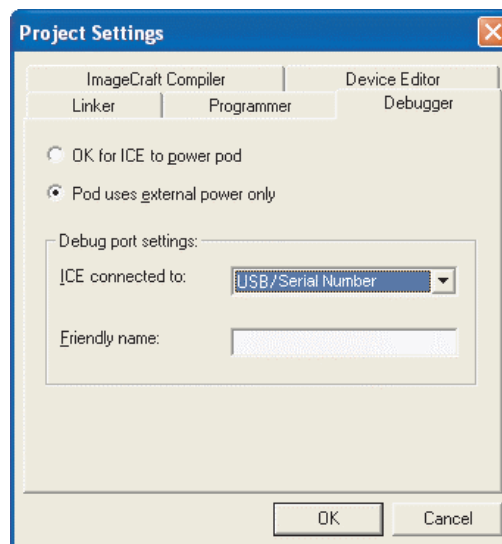 Project Settings
ImageCraft Compiler
Device Editor
Linker
Programmer
Debugger
OK for ICE to power pod
Pod uses external power only
Debug port settings:
ICE connected to:
USB/Serial Number
Friendly name:
OK
Cancel